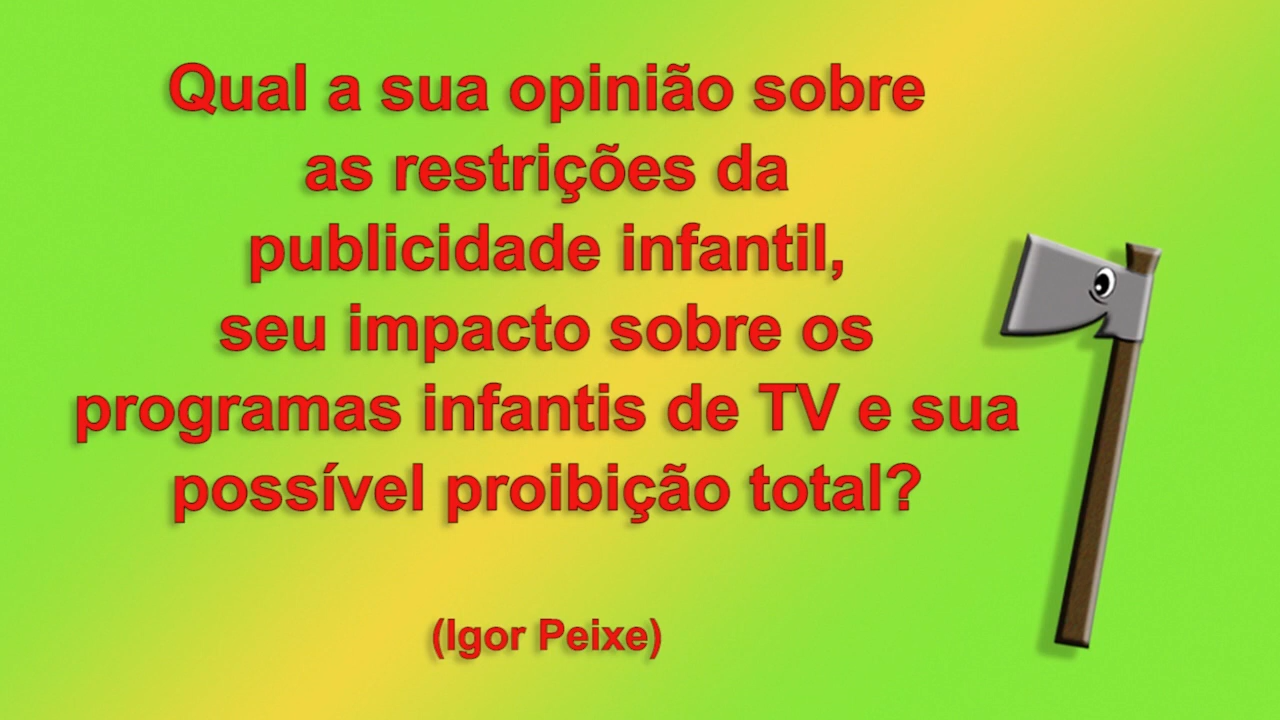 Qual a sua opinião sobre
as restrições da
publicidade infantil,
seu impacto sobre os
programas infantis de TV e sua
possível proibição total?
(Igor Peixe)